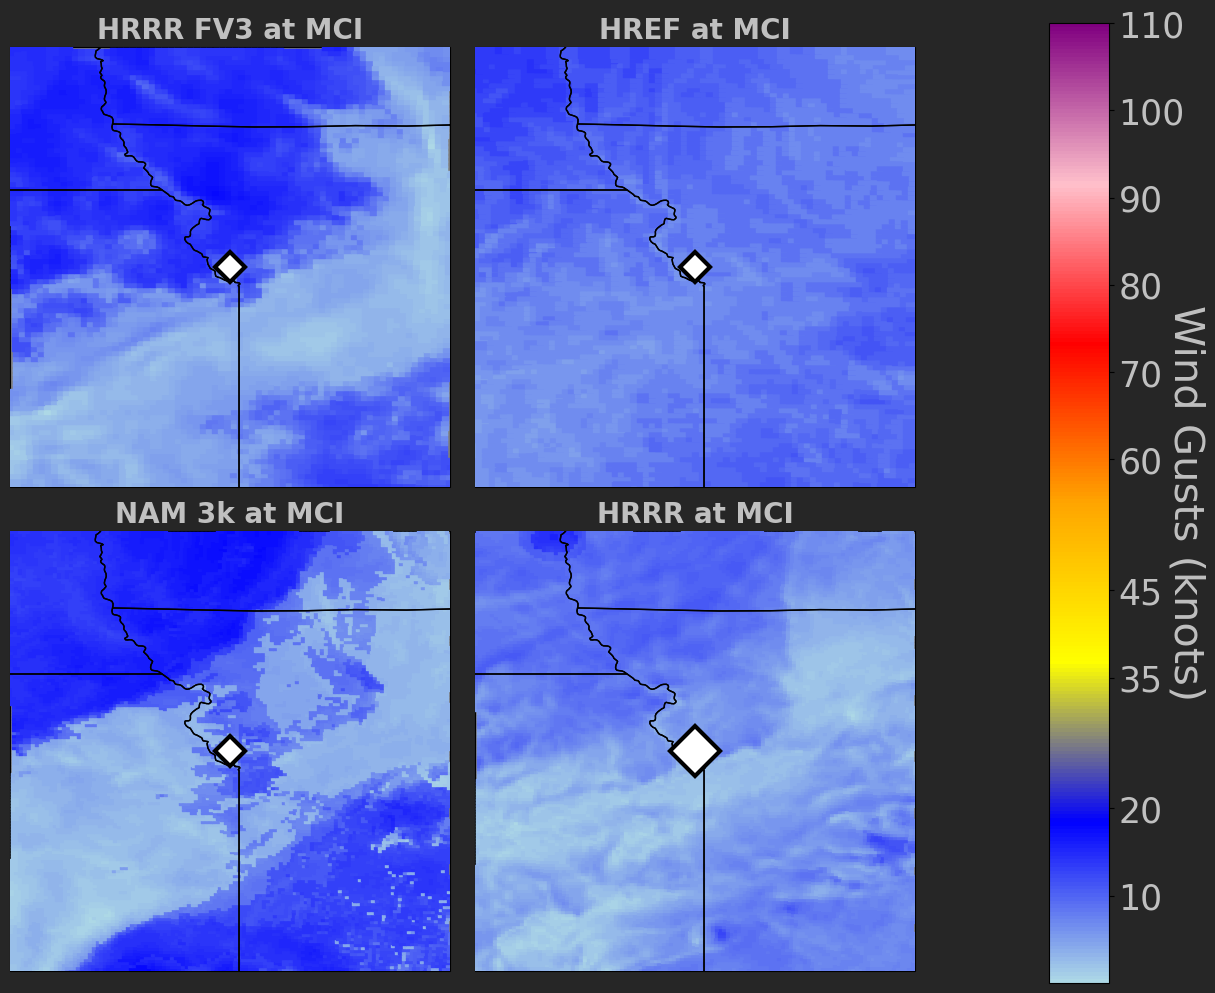 HRRR FV3 at MCI
HREF at MCI
NAM 3k at MCI
HRRR at MCI
110
100
90
80
70
60
45
35
20
10
Wind Gusts (knots)